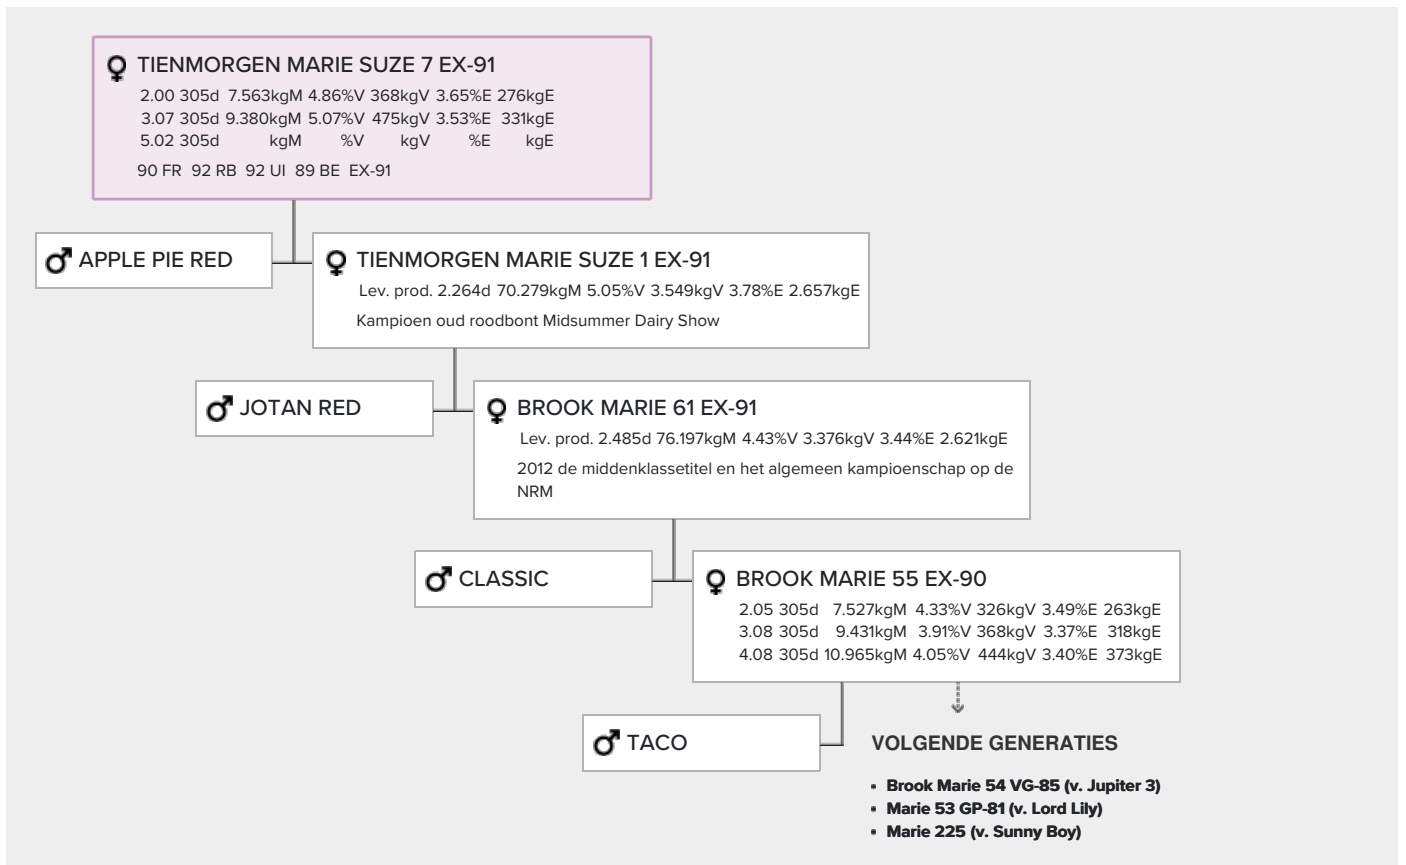 TIENMORGEN MARIE SUZE 7 EX-91
2.00 305d 7.563kgM 4.86%V 368kgV 3.65%E 276kgE
3.07 305d 9.380kgM 5.07%V 475kgV 3.53%E 331kgE
5.02 305d kgM %V kgV %E kgE
90 FR 92 RB 92 UI 89 BE EX-91
APPLE PIE RED
TIENMORGEN MARIE SUZE 1 EX-91
Lev. prod. 2.264d 70.279kgM 5.05%V 3.549kgV 3.78%E 2.657kgE
Kampioen oud roodbont Midsummer Dairy Show
JOTAN RED
BROOK MARIE 61 EX-91
Lev. prod. 2.485d 76.197kgM 4.43%V 3.376kgV 3.44%E 2.621kgE
2012 de middenklassetitel en het algemeen kampioenschap op de
NRM
CLASSIC
BROOK MARIE 55 EX-90
2.05 305d 7.527kgM 4.33%V 326kgV 3.49%E 263kgE
3.08 305d 9.431kgM 3.91%V 368kgV 3.37%E 318kgE
4.08 305d 10.965kgM 4.05%V 444kgV 3.40%E 373kgE
TACO
VOLGENDE GENERATIES
• Brook Marie 54 VG-85 (v. Jupiter 3)
• Marie 53 GP-81 (v. Lord Lily)
• Marie 225 (v. Sunny Boy)